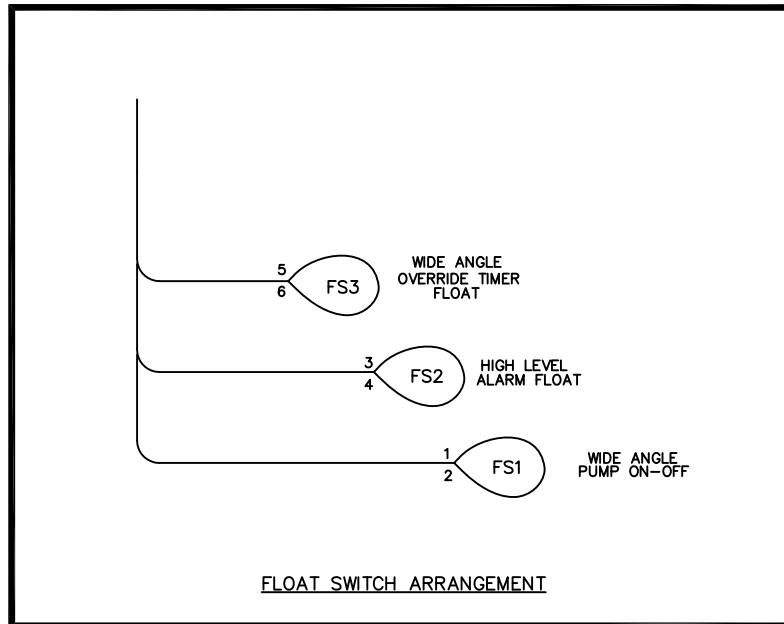 5
6
FS3
WIDE ANGLE
OVERRIDE TIMER
FLOAT
3
4
FS2
HIGH LEVEL
ALARM FLOAT
1
2
FS1
WIDE ANGLE
PUMP ON-OFF
FLOAT SWITCH ARRANGEMENT